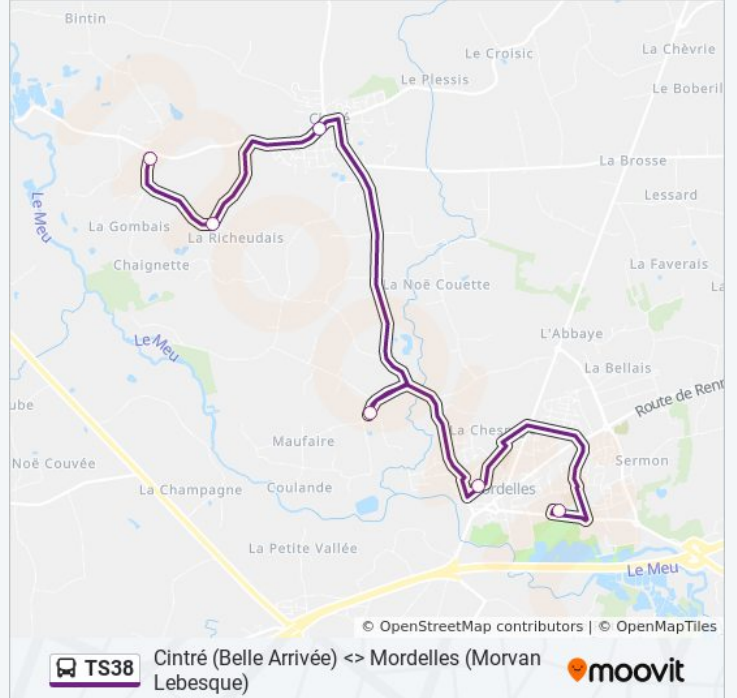 Bintin
La Chèvrie
Le Croisic
Le Plessis
Le Boberil
La Brosse
Le Meu
Lessard
La Gombais
La Richeudais
Chaignette
La Faverais
La Noë Couette
L'Abbaye
Le Meu
La Bellais
Route de Renn
ube
La Chesn
Maufaire
Sermon
Noë Couvée
La Champagne
Coulande
ordelles
La Petite Vallée
Le Meu
© OpenStreetMap contributors | © OpenMapTiles
TS38
Cintré (Belle Arrivée) <> Mordelles (Morvan
Lebesque)
moovit